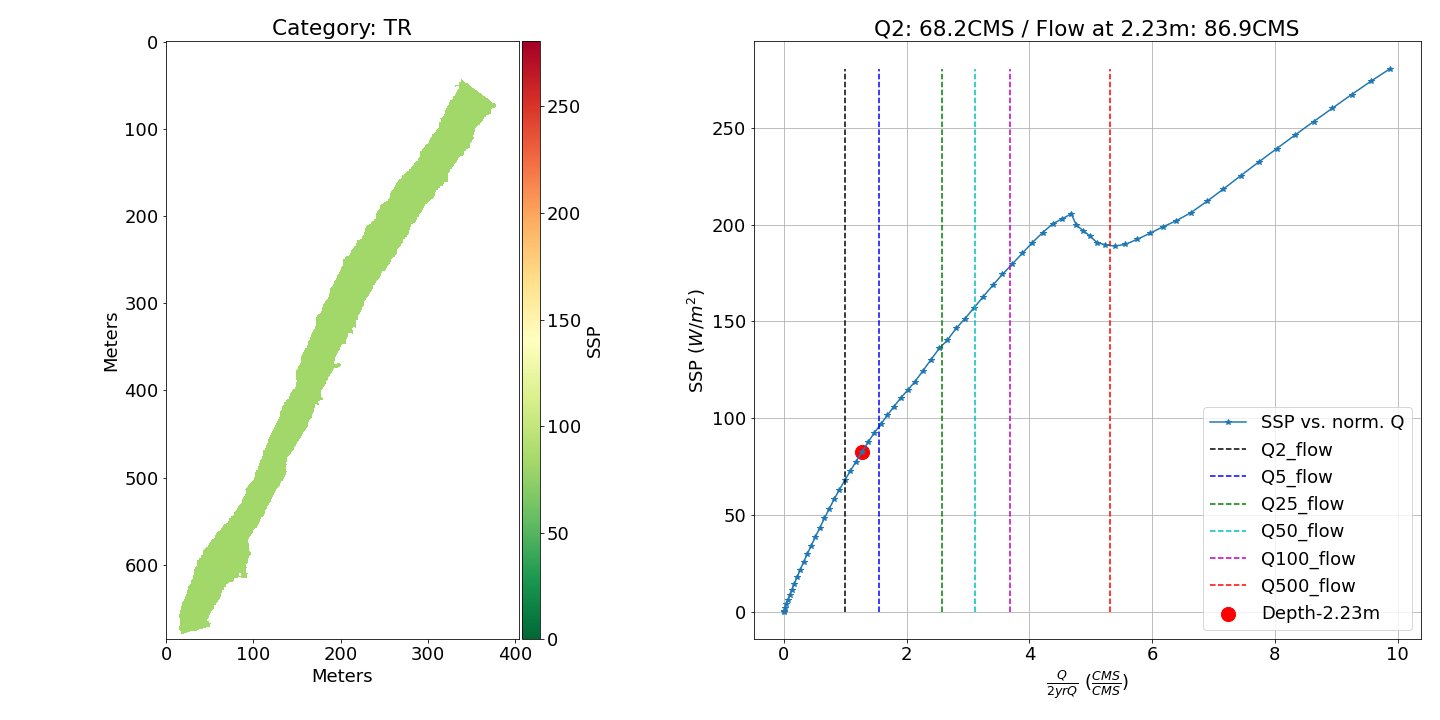 Category: TR
0
100
200
300
400
500
600
Meters
0
100
200
300
400
Meters
250
200
150
100
50
0
SSP
Q2: 68.2CMS / Flow at 2.23m: 86.9CMS
250
200
150
100
50
0
SSP (W/m²)
0
2
4
6
8
10
Q/2yrQ (CMS/CMS)
SSP vs. norm. Q
Q2_flow
Q5_flow
Q25_flow
Q50_flow
Q100_flow
Q500_flow
Depth-2.23m